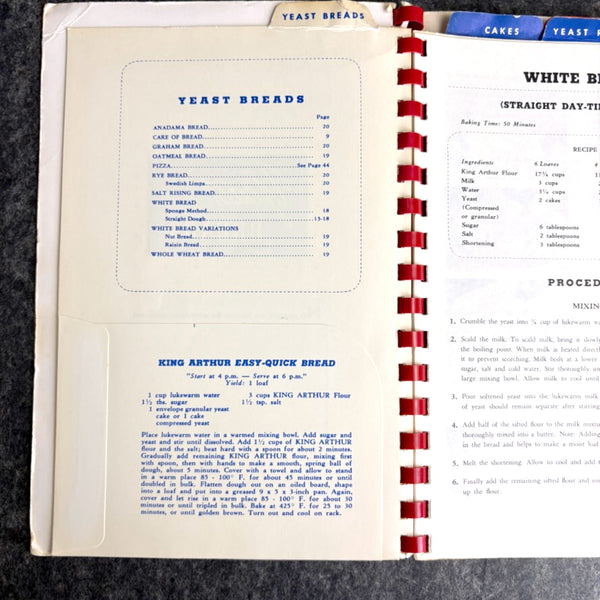 YEAST BREADS
CAKES
YEAST
YEAST BREADS
Page
ANADAMA BREAD 20
CARE OF BREAD 9
GRAHAM BREAD 20
OATMEAL BREAD 19
PIZZA See Page 44
RYE BREAD 20
Swedish Limpa 20
SALT RISING BREAD 19
WHITE BREAD
Sponge Method 18
Straight Dough 13-18
WHITE BREAD VARIATIONS
Nut Bread 19
Raisin Bread 19
WHOLE WHEAT BREAD 19
KING ARTHUR EASY-QUICK BREAD
"Start at 4 p.m. — Serve at 6 p.m."
Yield: 1 loaf
1 cup lukewarm water
1½ tbs. sugar
1 envelope granular yeast
cake or 1 cake
compressed yeast
3 cups KING ARTHUR Flour
1½ tsp. salt
Place lukewarm water in a warmed mixing bowl. Add sugar
and yeast and stir until dissolved. Add 1½ cups of KING ARTHUR
flour and the salt; beat hard with a spoon for about 2 minutes.
Gradually add remaining KING ARTHUR flour, mixing first
with spoon, then with hands to make a smooth, spring ball of
dough, about 5 minutes. Cover with a towel and allow to stand
in a warm place 85 - 100° F. for about 45 minutes or until
doubled in bulk. Flatten dough out on an oiled board, shape
into a loaf and put into a greased 9 x 5 x 3-inch pan. Again,
cover and let rise in a warm place 85 - 100° F. for about 30
minutes or until tripled in bulk. Bake at 425° F. for 25 to 30
minutes, or until golden brown. Turn out and cool on rack.
WHITE
(STRAIGHT
Baking Time: 50 Minutes
RECIPE
Ingredients 6 Loaves 4
King Arthur Flour 17¼ cups 11
Milk 3 cups 2
Water 3¼ cups
Yeast 2 cakes
(Compressed
or granular)
Sugar 6 tablespoons
Salt 2 tablespoons
Shortening 3 tablespoons
MIXING
1. Crumble the yeast into cup of lukewarm
2. Scald the milk. To scald milk, bring a slowly
the boiling point. When milk is heated
it to prevent scorching. Milk boils at a lower
sugar, salt and cold water. Stir thoroughly
large mixing bowl. Allow milk to cool until
3. Pour softened yeast into the lukewarm milk
of yeast should remain separate after stirring.
4. Add half of the sifted flour to the milk
thoroughly mixed into a batter. Note:
in the bread and helps to make a moist
5. Melt the shortening. Allow to cool and add
6. Finally add the remaining sifted flour and
up the flour.